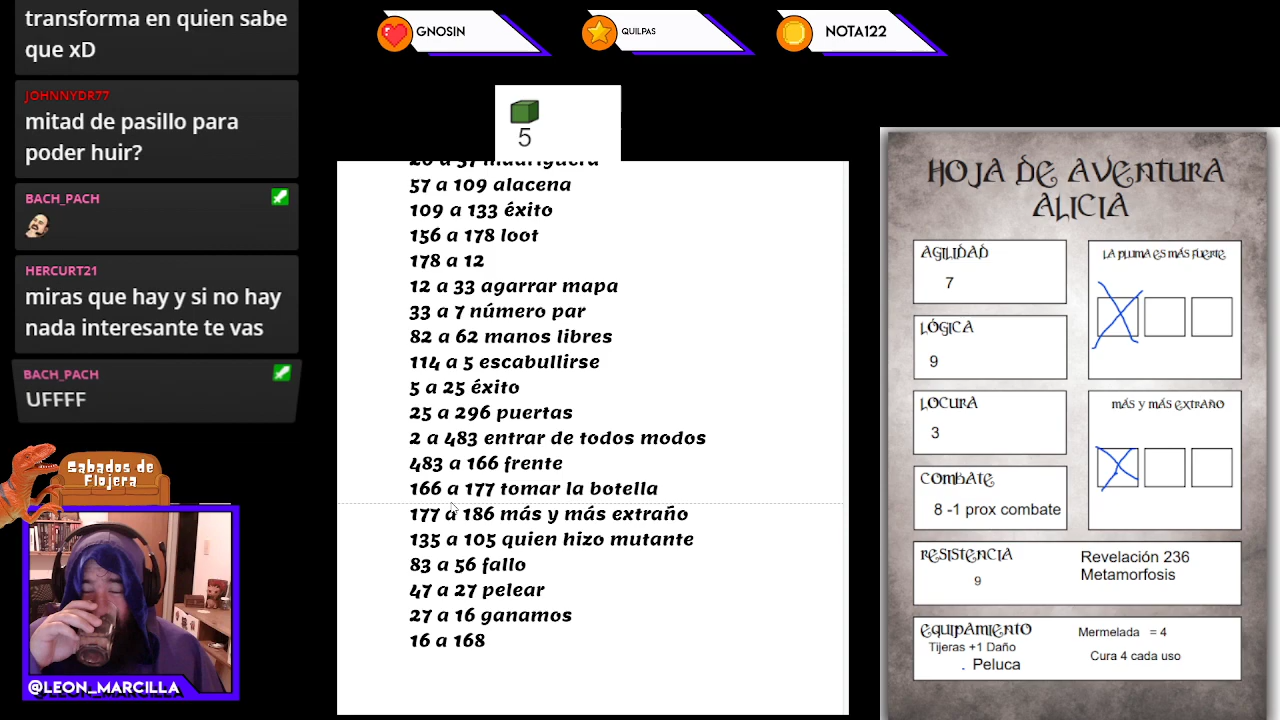 transforma en quien sabe
que xD
JOHNNYDR77
mitad de pasillo para
poder huir?
BACH_PACH
HERCURT21
miras que hay y si no hay
nada interesante te vas
BACH_PACH
UFFFF
Sabados de
Flojera
@LEON_MARCILLA
GNOSIN
QUILPAS
NOTA122
5
57 a 109 alacena
109 a 133 éxito
156 a 178 loot
178 a 12
12 a 33 agarrar mapa
33 a 7 número par
82 a 62 manos libres
114 a 5 escabullirse
5 a 25 éxito
25 a 296 puertas
2 a 483 entrar de todos modos
483 a 166 frente
166 a 177 tomar la botella
177 a 186 más y más extraño
135 a 105 quien hizo mutante
83 a 56 fallo
47 a 27 pelear
27 a 16 ganamos
16 a 168
HOJA DE AVENTURA
ALICIA
AGILIDAD
7
LÓGICA
9
LOCURA
3
COMBATE
8 -1 prox combate
RESISTENCIA
9
Revelación 236
Metamorfosis
EQUIPAMIENTO
Tijeras +1 Daño
. Peluca
Mermelada = 4
Cura 4 cada uso
LA PLUMA ES MÁS FUERTE
MÁS Y MÁS EXTRAÑO